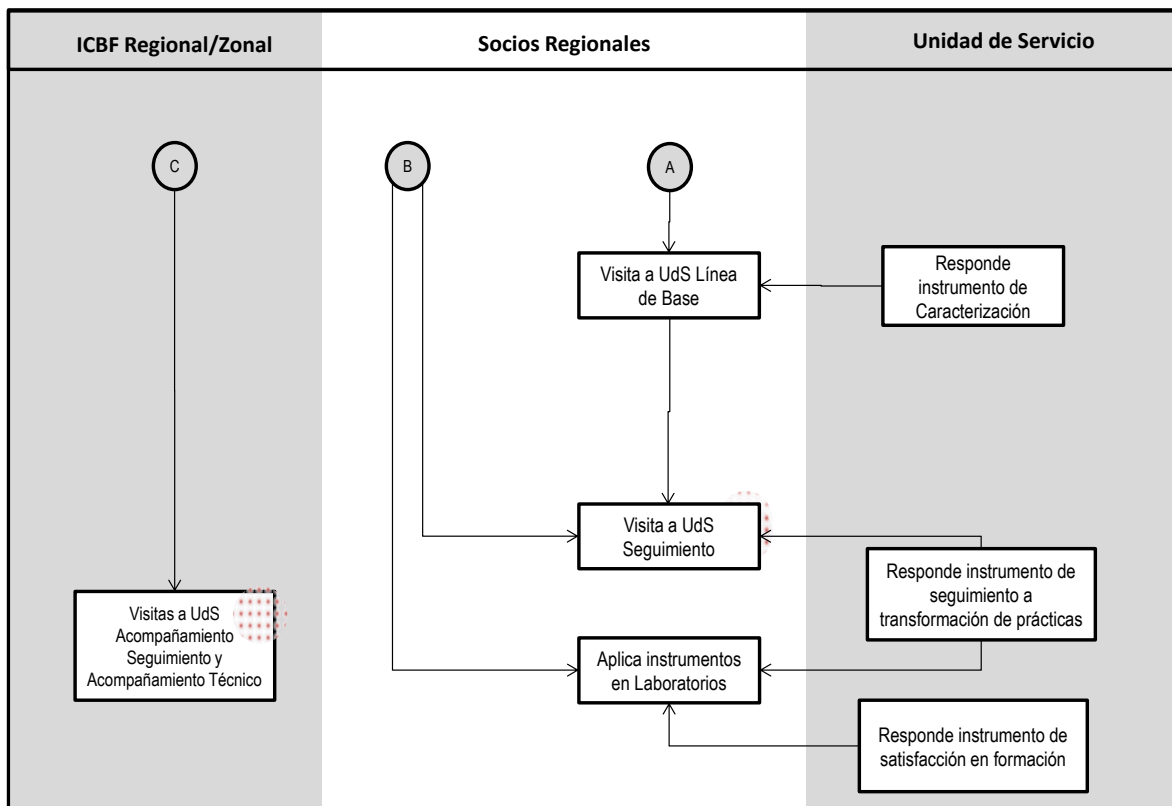 ICBF Regional/Zonal
Socios Regionales
Unidad de Servicio
C
B
A
Visita a UdS Línea
de Base
Responde
instrumento de
Caracterización
Visita a UdS
Seguimiento
Responde instrumento de
seguimiento a
transformación de prácticas
Visitas a UdS
Acompañamiento
Seguimiento y
Acompañamiento Técnico
Aplica instrumentos
en Laboratorios
Responde instrumento de
satisfacción en formación